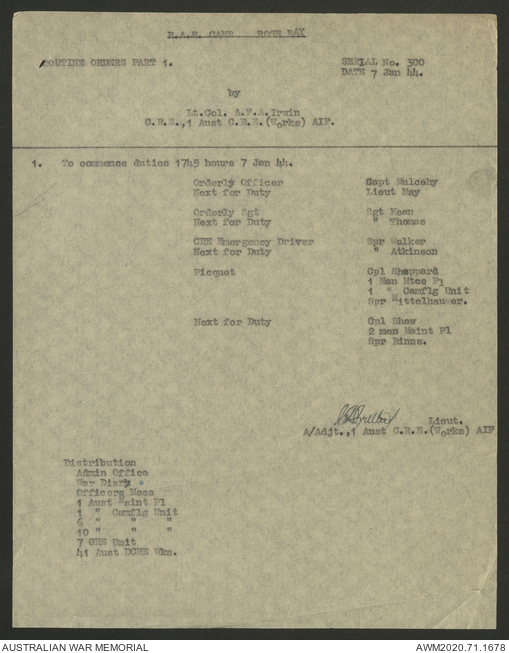 R.A.E. CAMP ROSE BAY
ROUTINE ORDERS PART 1.
SERIAL No. 300
DATE 7 Jan 44.
by
Lt.Col. A.F.A.Irwin
C.R.E.,1 Aust C.R.E.(Works) AIF.
1. To commence duties 1745 hours 7 Jan 44.
Orderly Officer Capt Mulcahy
Next for Duty Lieut May
Orderly Sgt Sgt
Next for Duty " Thomas
CRE Emergency Driver Spr Walker
Next for Duty " Atkinson
Picquet Cpl Sheppard
1 Man Mtce Pl
1 " Camflg Unit
Spr Mittelhauser.
Next for Duty Cpl Shaw
2 men Maint Pl
Spr Binns.
Lieut.
A/Adjt.,1 Aust C.R.E.(Works) AIF
Distribution
Admin Office
War Diary
Officers Mess
1 Aust Maint Pl
1 " Camflg Unit
6 " " "
10 " " "
7 CRE Unit
41 Aust DCRE Wks.
AUSTRALIAN WAR MEMORIAL
AWM2020.71.1678